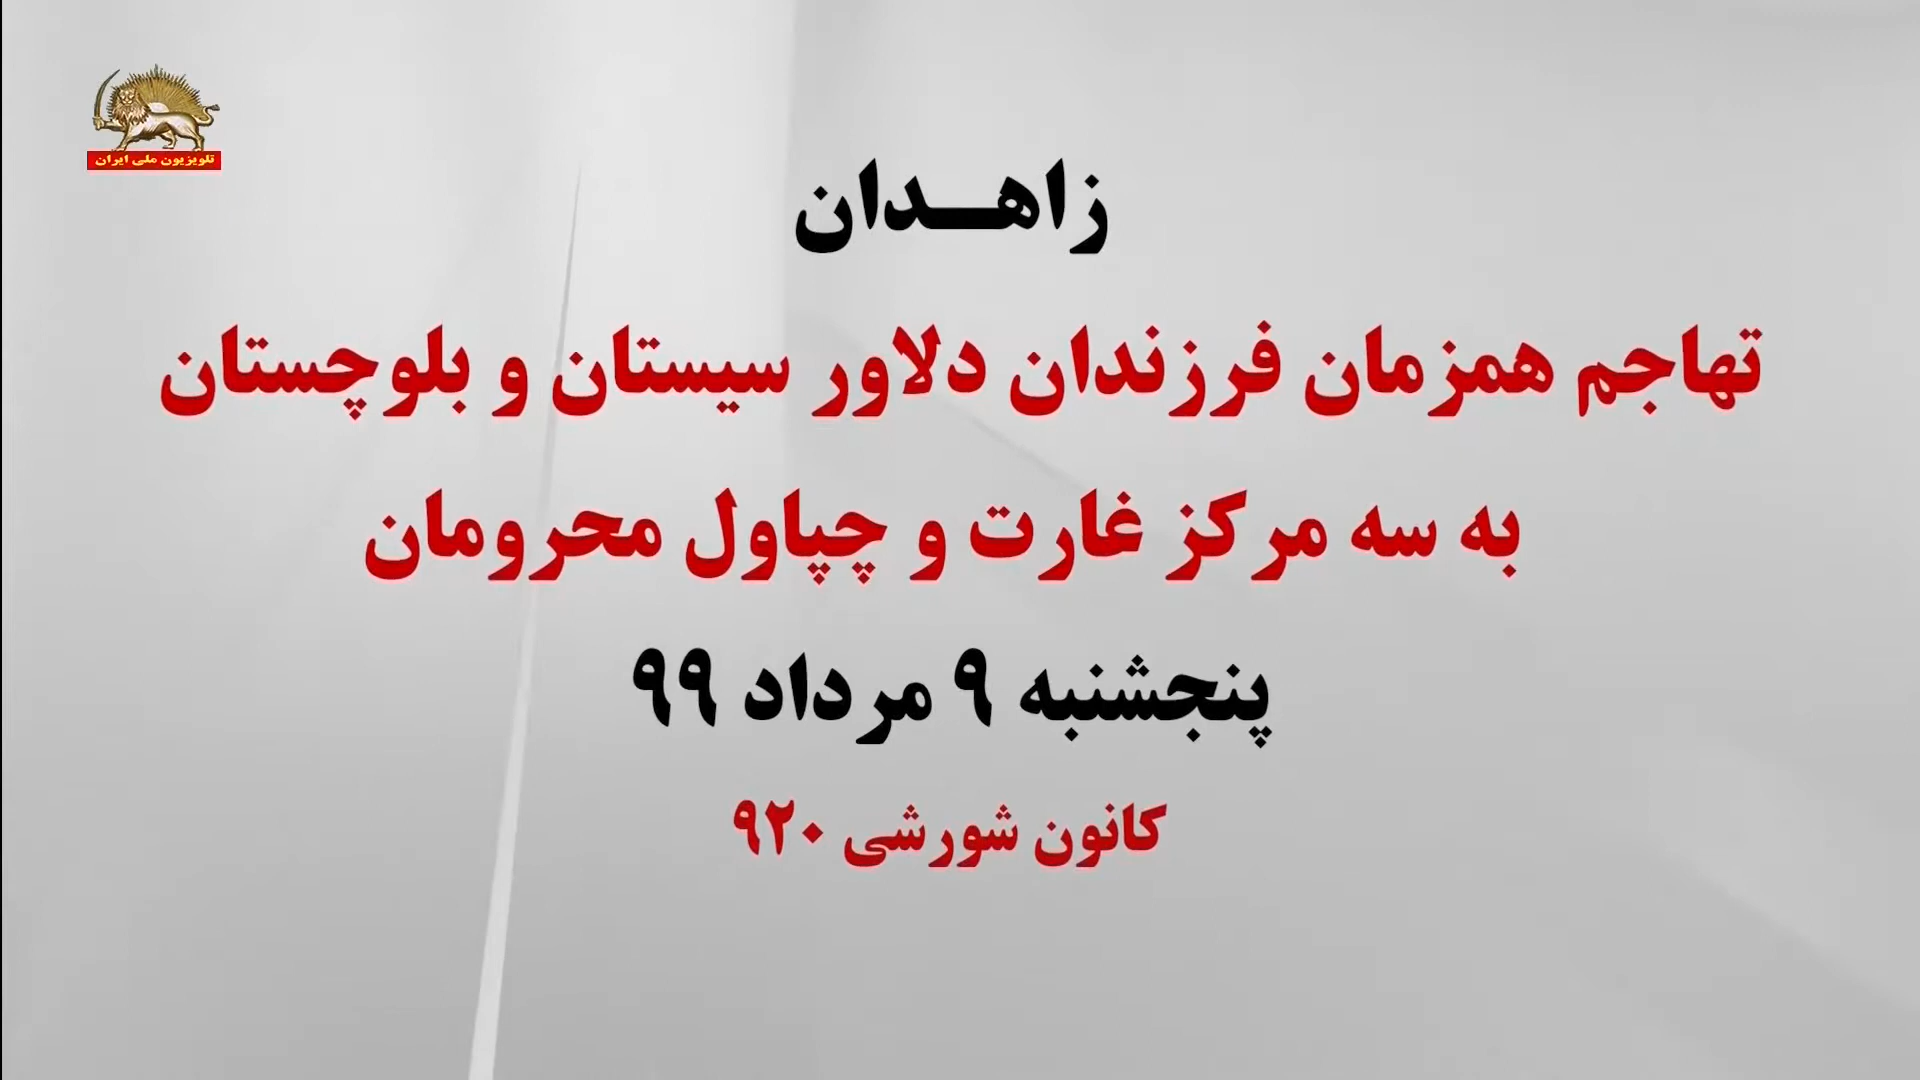 تلویزیون ملی ایران
زاهـدان
تهاجم همزمان فرزندان دلاور سیستان و بلوچستان
به سه مرکز غارت و چپاول محرومان
پنجشنبه ۹ مرداد ۹۹
کانون شورشی ۹۲۰